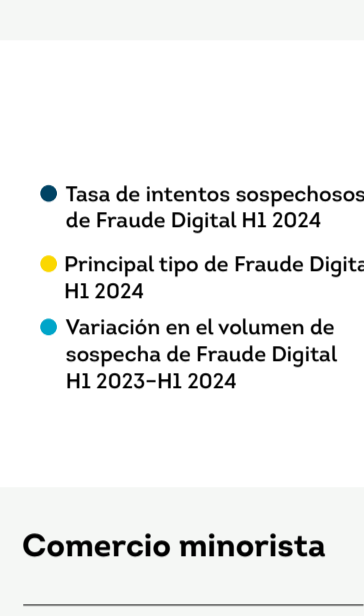 Tasa de intentos sospechosos
de Fraude Digital H1 2024
Principal tipo de Fraude
H1 2024
Variación en el volumen de
sospecha de Fraude Digital
H1 2023–H1 2024
Comercio minorista